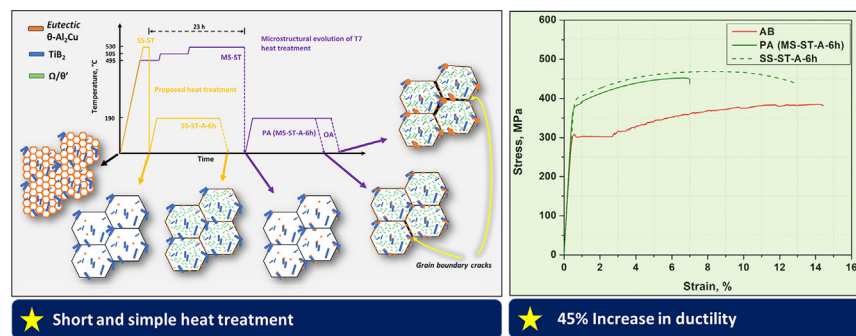 Eutectic
θ-Al₂Cu
TiB₂
Ω/θ′
Temperature, °C
530
505
495
190
SS-ST
23 h
MS-ST
Microstructural evolution of T7
heat treatment
Proposed heat treatment
SS-ST-A-6h
PA (MS-ST-A-6h)
OA
Time
Grain boundary cracks
Short and simple heat treatment
Stress, MPa
600
500
400
300
200
100
0
AB
PA (MS-ST-A-6h)
SS-ST-A-6h
0 2 4 6 8 10 12 14 16
Strain, %
45% Increase in ductility